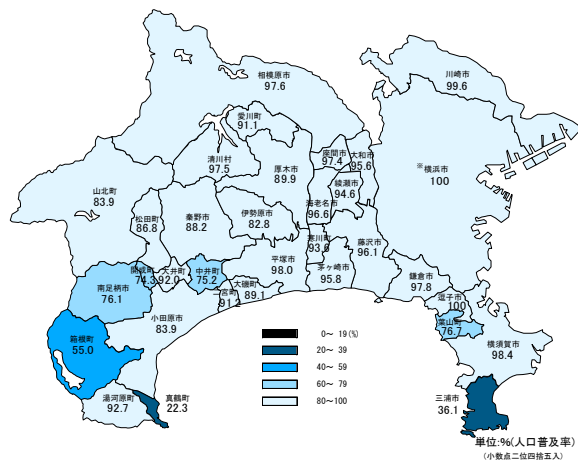 相模原市
97.6
川崎市
99.6
愛川町
91.1
座間市
97.4
大和市
95.6
※横浜市
100
清川村
97.5
厚木市
89.9
綾瀬市
94.6
山北町
83.9
海老名市
96.6
松田町
86.8
秦野市
88.2
伊勢原市
82.8
寒川町
93.6
藤沢市
96.1
平塚市
98.0
茅ヶ崎市
95.8
鎌倉市
97.8
開成町
74.3
大井町
92.0
中井町
75.2
南足柄市
76.1
大磯町
89.1
宮町
91.2
逗子市
100
葉山町
76.7
小田原市
83.9
箱根町
55.0
横須賀市
98.4
湯河原町
92.7
真鶴町
22.3
三浦市
36.1
0~ 19(%)
20~ 39
40~ 59
60~ 79
80~100
単位:%(人口普及率)
(小数点二位四捨五入)